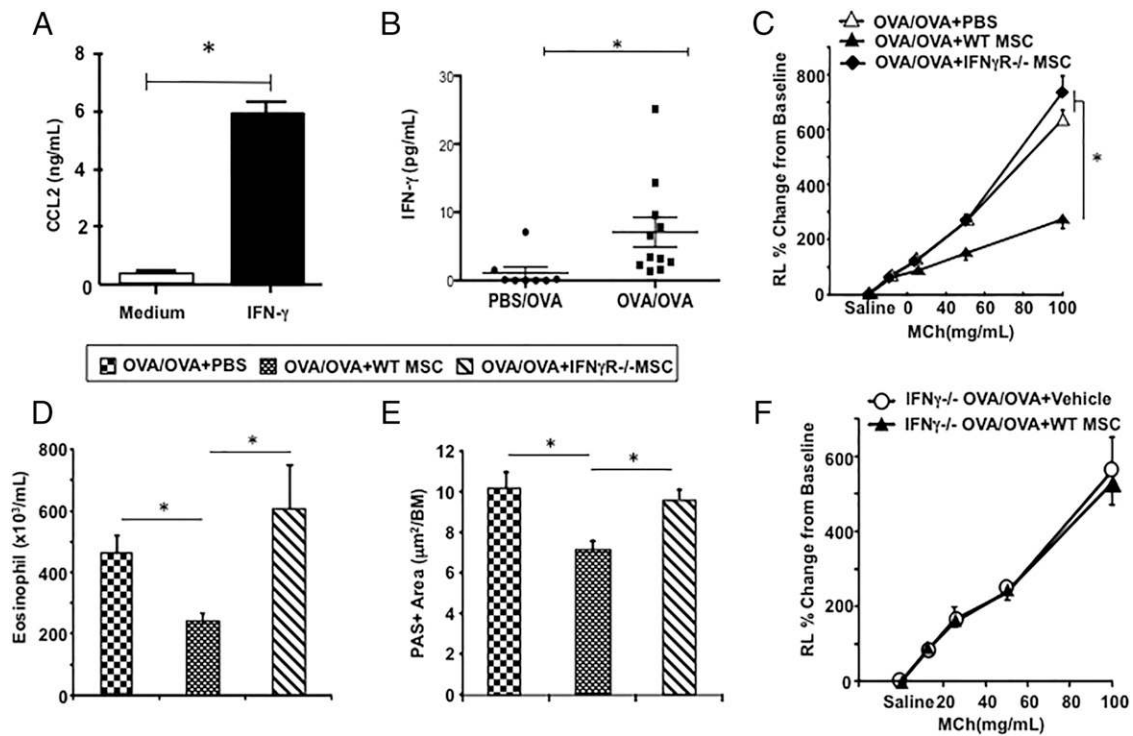 A
*
CCL2 (ng/mL)
8
6
4
2
0
Medium
IFN-γ
B
*
IFN-γ (pg/mL)
30
20
10
0
PBS/OVA
OVA/OVA
C
OVA/OVA+PBS
OVA/OVA+WT MSC
OVA/OVA+IFNγR-/- MSC
RL % Change from Baseline
800
600
400
200
0
*
Saline 0 40 60 80 100
MCh(mg/mL)
OVA/OVA+PBS OVA/OVA+WT MSC OVA/OVA+IFNγR-/-MSC
D
Eosinophil (x10³/mL)
800
600
400
200
0
*
*
E
PAS+ Area (μm²/BM)
12
10
8
6
4
2
0
*
*
F
IFNγ-/- OVA/OVA+Vehicle
IFNγ-/- OVA/OVA+WT MSC
RL % Change from Baseline
600
400
200
0
Saline 20 40 60 80 100
MCh(mg/mL)